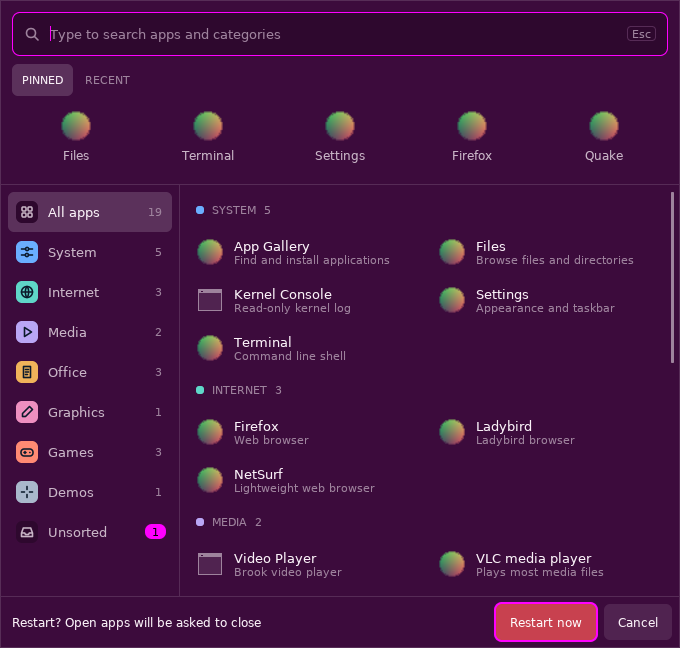 Type to search apps and categories Esc
PINNED RECENT
Files Terminal Settings Firefox Quake
All apps 19
System 5
Internet 3
Media 2
Office 3
Graphics 1
Games 3
Demos 1
Unsorted 1
SYSTEM 5
App Gallery
Find and install applications
Files
Browse files and directories
Kernel Console
Read-only kernel log
Settings
Appearance and taskbar
Terminal
Command line shell
INTERNET 3
Firefox
Web browser
Ladybird
Ladybird browser
NetSurf
Lightweight web browser
MEDIA 2
Video Player
Brook video player
VLC media player
Plays most media files
Restart? Open apps will be asked to close Restart now Cancel